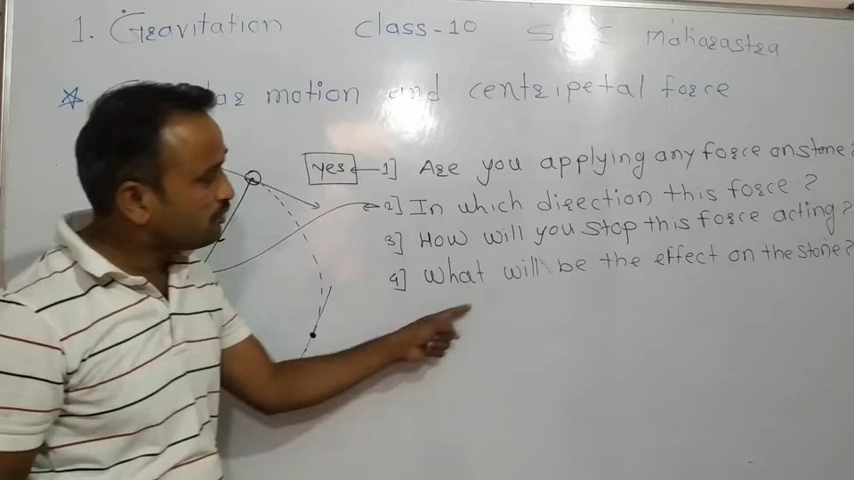 1. Gravitation Class-10 Maharastra
motion and centripetal force
yes 1] Are you applying any force on stone?
2] In which direction this force ?
3] How will you stop this force acting?
4] What will be the effect on the stone?